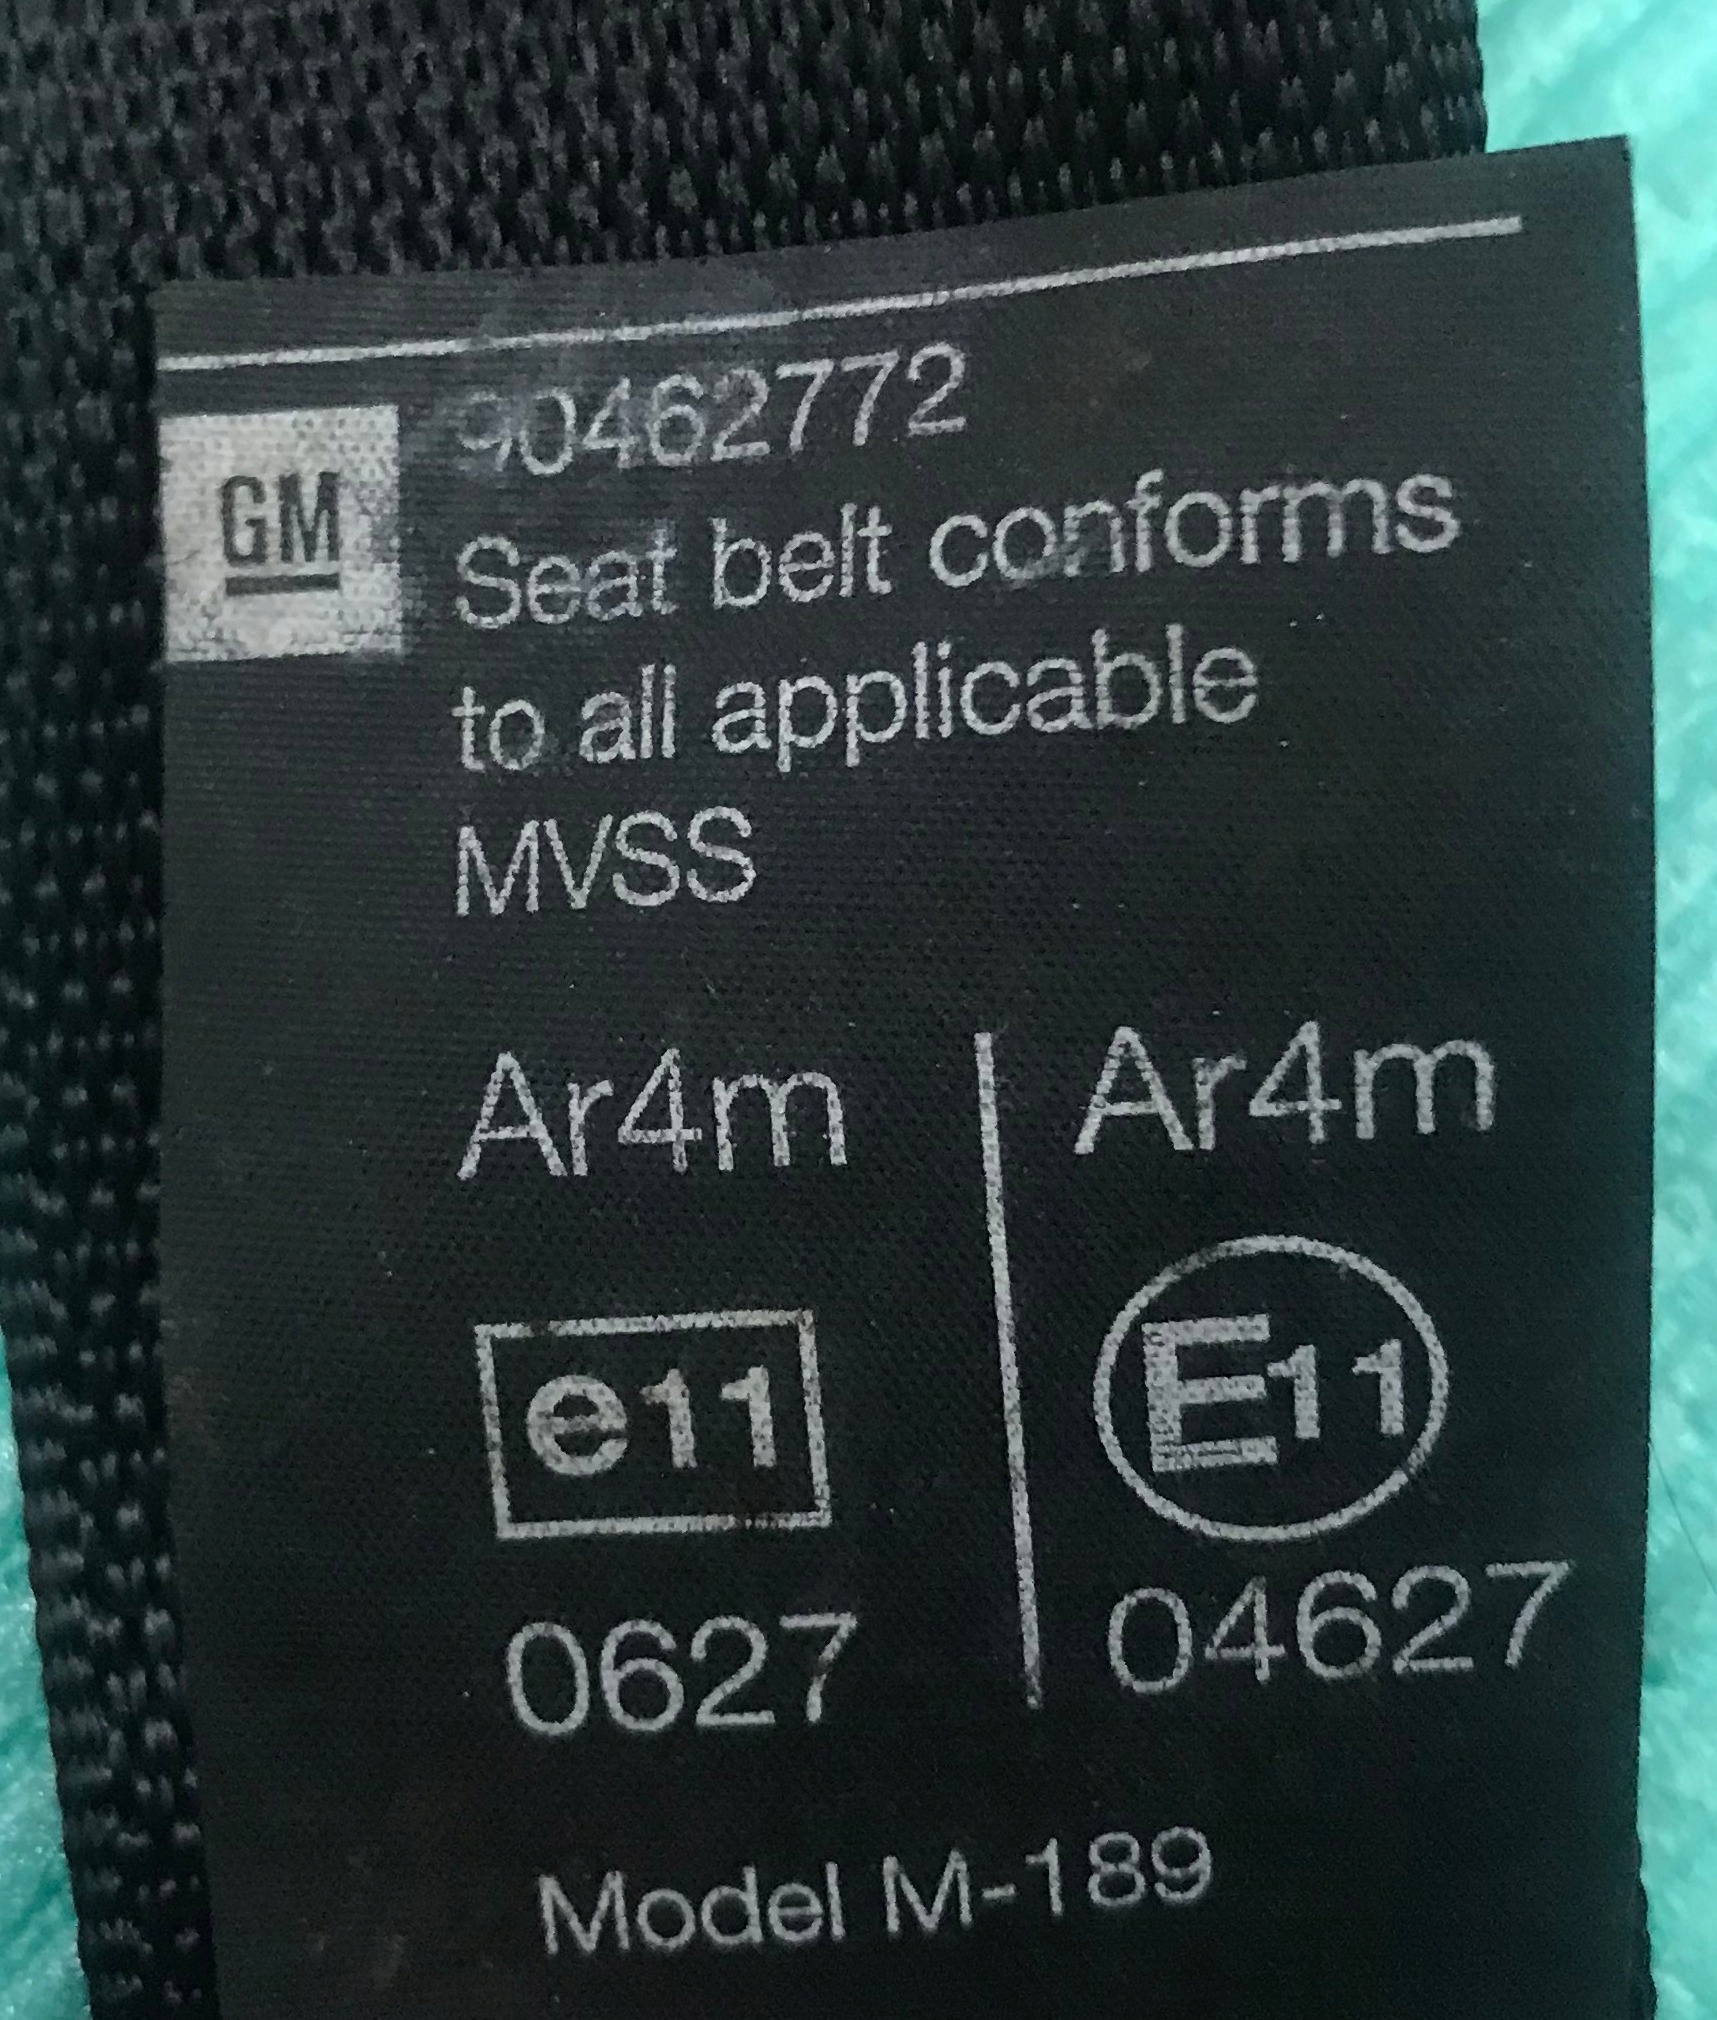 90462772
GM
Seat belt conforms
to all applicable
MVSS
Ar4m
Ar4m
e11
E11
0627
04627
Model M-189